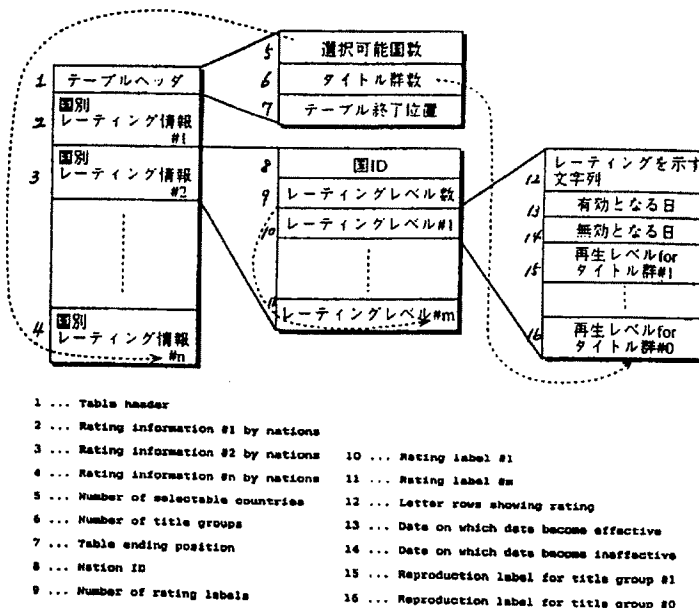 5 選択可能国数
6 タイトル群数
7 テーブル終了位置
1 テーブルヘッダ
2 国別
レーティング情報
#1
3 国別
レーティング情報
#2
4 国別
レーティング情報
#n
8 国ID
9 レーティングレベル数
10 レーティングレベル#1
11 レーティングレベル#m
12 レーティングを示す
文字列
13 有効となる日
14 無効となる日
15 再生レベルfor
タイトル群#1
16 再生レベルfor
タイトル群#0
1 ... Table header
2 ... Rating information #1 by nations
3 ... Rating information #2 by nations
4 ... Rating information #n by nations
5 ... Number of selectable countries
6 ... Number of title groups
7 ... Table ending position
8 ... Nation ID
9 ... Number of rating labels
10 ... Rating label #1
11 ... Rating label #m
12 ... Letter rows showing rating
13 ... Date on which data become effective
14 ... Date on which data become ineffective
15 ... Reproduction label for title group #1
16 ... Reproduction label for title group #0